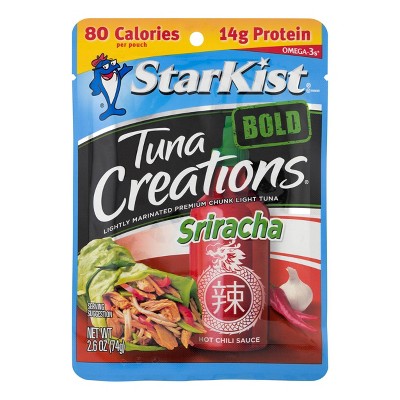 80 Calories 14g Protein
per pouch
OMEGA-3s*
StarKist®
BOLD
Tuna
Creations®
LIGHTLY MARINATED PREMIUM CHUNK LIGHT TUNA
Sriracha
辣
HOT CHILI SAUCE
SERVING
SUGGESTION
NET WT
2.6 OZ (74g)